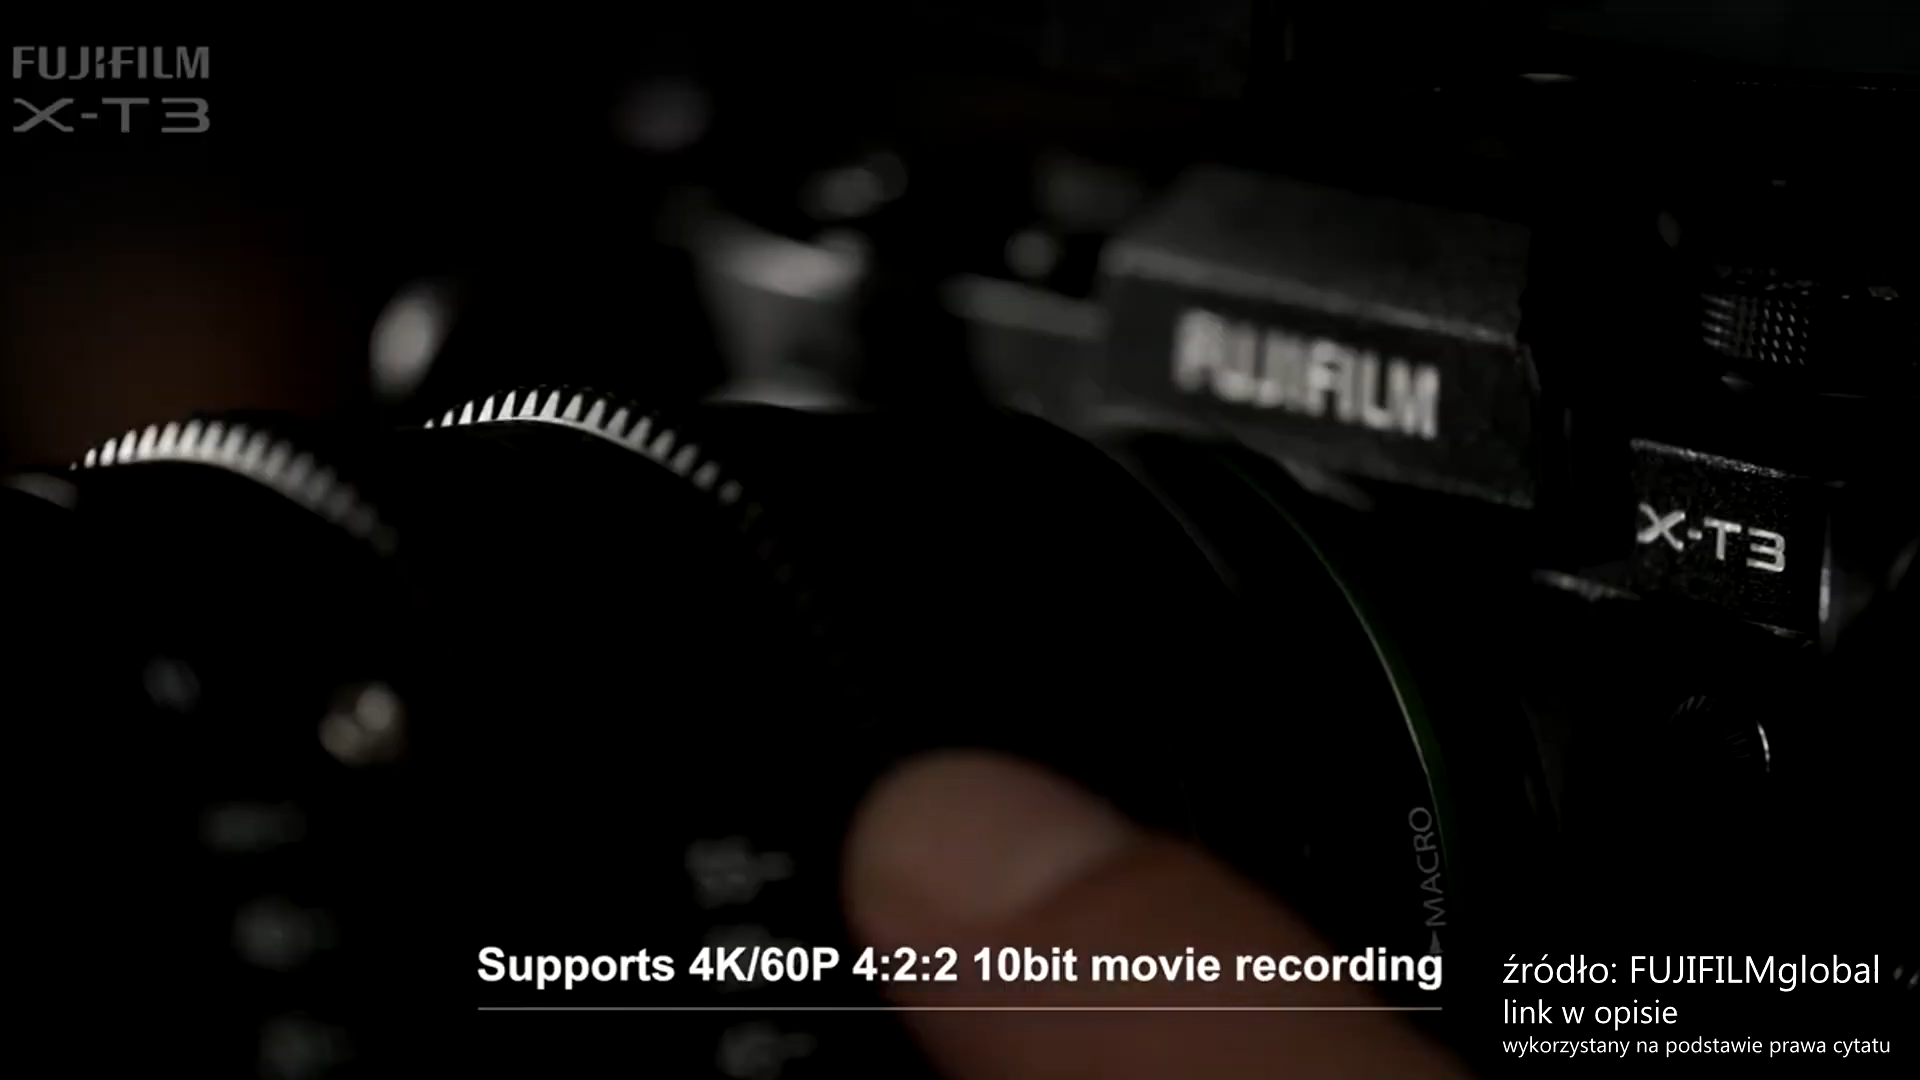 FUJIFILM
X-T3
FUJIFILM
X-T3
MACRO
Supports 4K/60P 4:2:2 10bit movie recording
źródło: FUJIFILMglobal
link w opisie
wykorzystany na podstawie prawa cytatu